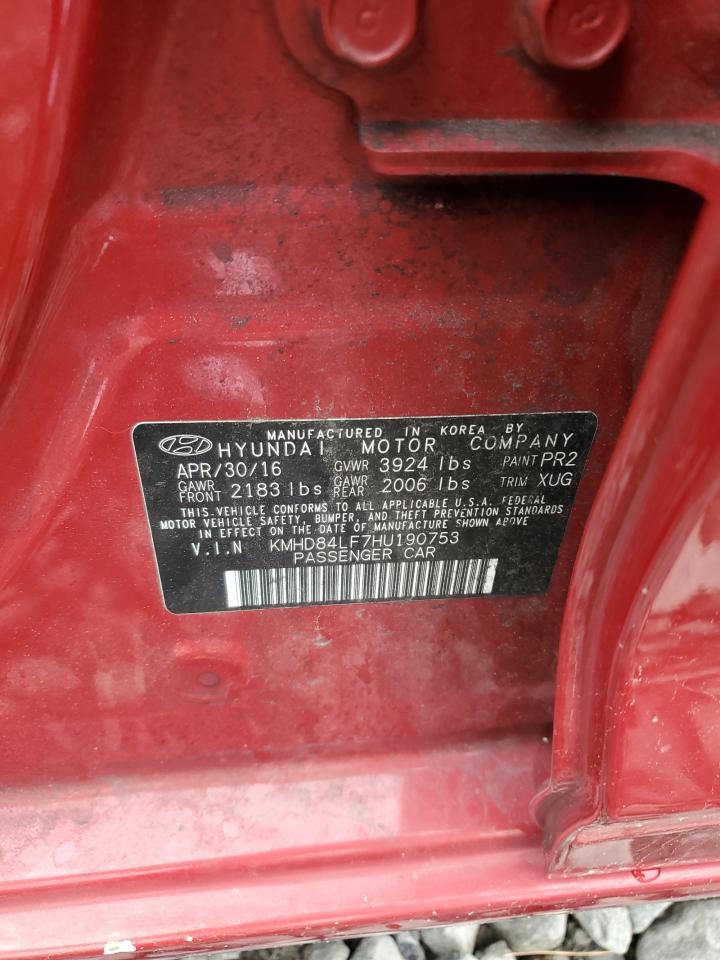 MANUFACTURED IN KOREA BY
HYUNDAI MOTOR COMPANY
APR/30/16 GVWR 3924 lbs PAINT PR2
GAWR FRONT 2183 lbs GAWR REAR 2006 lbs TRIM XUG
THIS VEHICLE CONFORMS TO ALL APPLICABLE U.S.A. FEDERAL
MOTOR VEHICLE SAFETY, BUMPER, AND THEFT PREVENTION STANDARDS
IN EFFECT ON THE DATE OF MANUFACTURE SHOWN ABOVE
V.I.N KMHD84LF7HU190753
PASSENGER CAR